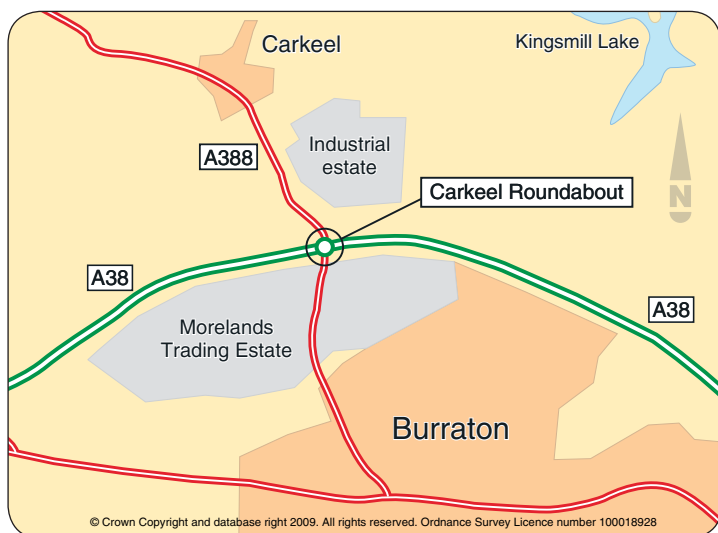 Carkeel
Kingsmill Lake
Industrial
estate
A388
Carkeel Roundabout
N
A38
A38
Morelands
Trading Estate
Burraton
© Crown Copyright and database right 2009. All rights reserved. Ordnance Survey Licence number 100018928